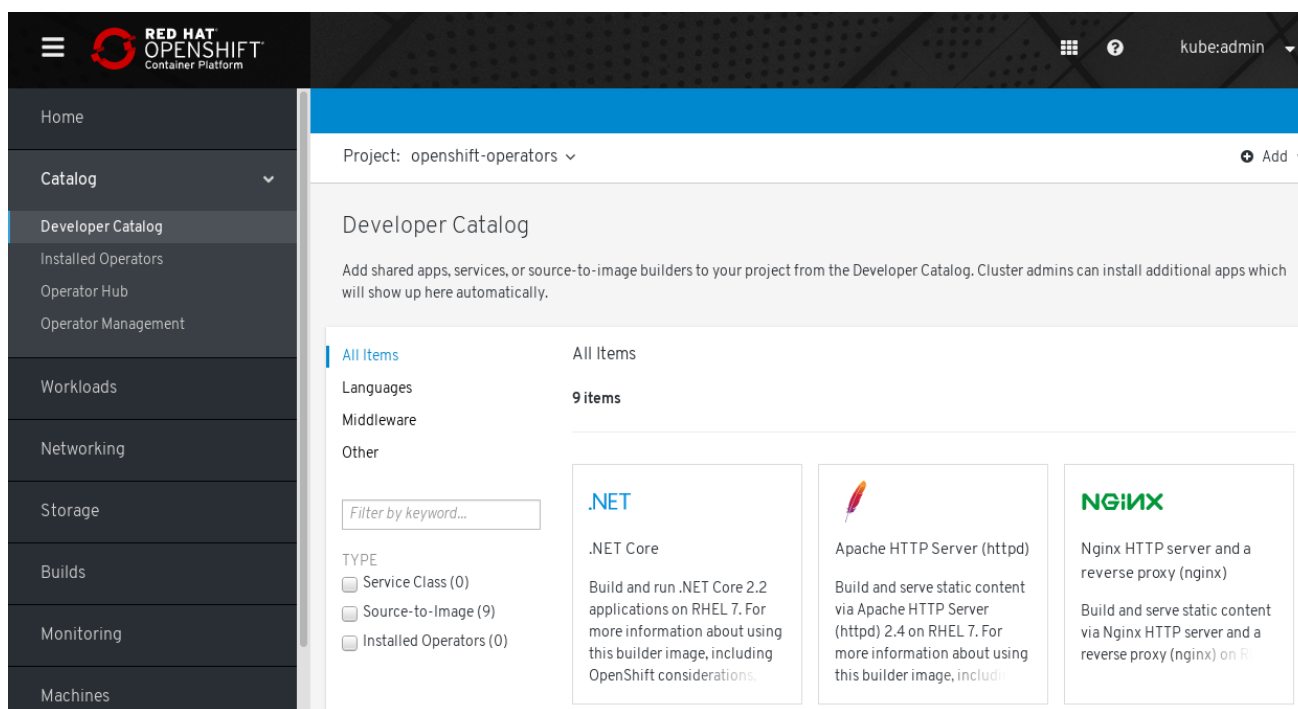 RED HAT
OPENSHIFT
Container Platform
kube:admin
Home
Catalog
Developer Catalog
Installed Operators
Operator Hub
Operator Management
Workloads
Networking
Storage
Builds
Monitoring
Machines
Project: openshift-operators
Add
Developer Catalog
Add shared apps, services, or source-to-image builders to your project from the Developer Catalog. Cluster admins can install additional apps which
will show up here automatically.
All Items
Languages
Middleware
Other
Filter by keyword...
TYPE
Service Class (0)
Source-to-Image (9)
Installed Operators (0)
All Items
9 items
.NET
.NET Core
Build and run .NET Core 2.2
applications on RHEL 7. For
more information about using
this builder image, including
OpenShift considerations,
Apache HTTP Server (httpd)
Build and serve static content
via Apache HTTP Server
(httpd) 2.4 on RHEL 7. For
more information about using
this builder image, includi
NGINX
Nginx HTTP server and a
reverse proxy (nginx)
Build and serve static content
via Nginx HTTP server and a
reverse proxy (nginx) on R